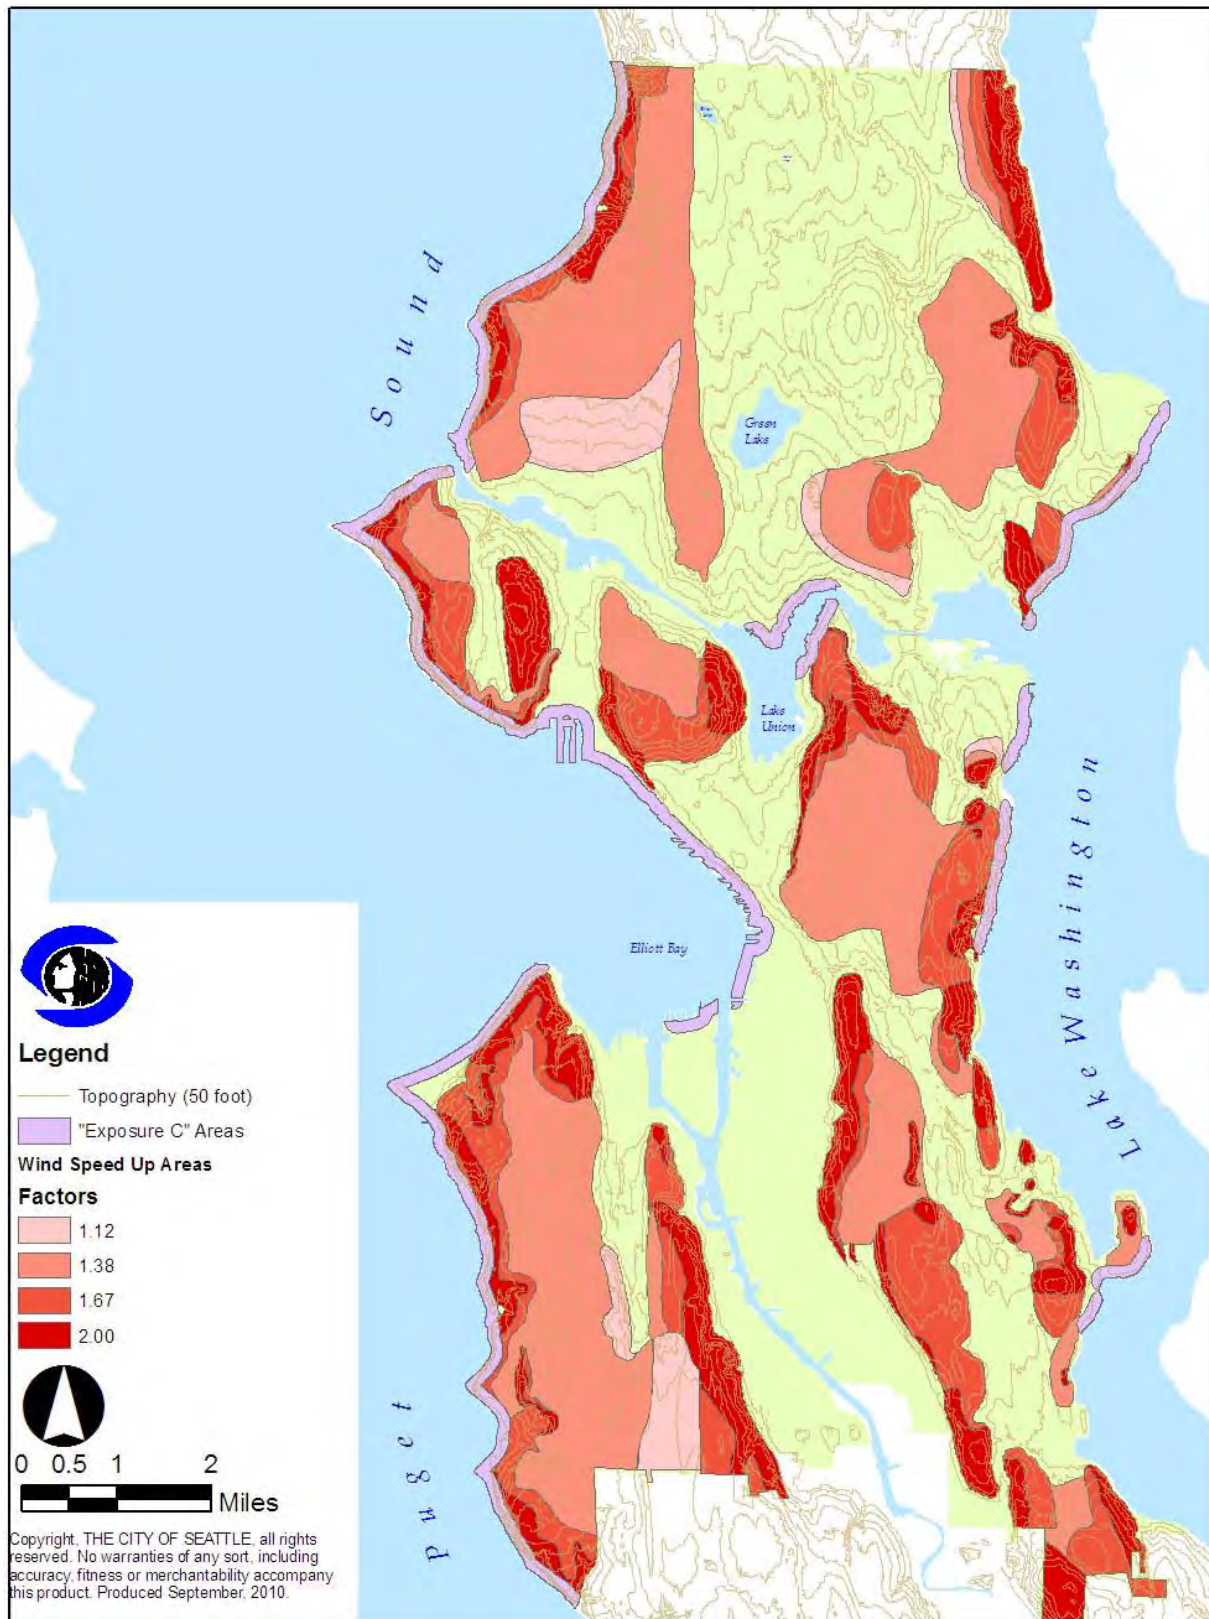 Sound
Green
Lake
Lake
Union
Lake Washington
Elliott Bay
Puget
Legend
Topography (50 foot)
"Exposure C" Areas
Wind Speed Up Areas
Factors
1.12
1.38
1.67
2.00
0 0.5 1 2
Miles
Copyright, THE CITY OF SEATTLE, all rights
reserved. No warranties of any sort, including
accuracy, fitness or merchantability accompany
this product. Produced September, 2010.